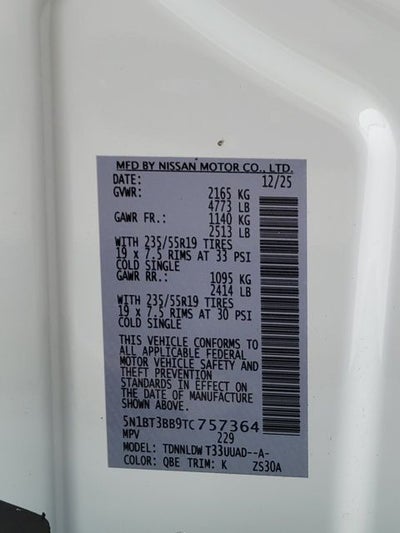 MFD BY NISSAN MOTOR CO., LTD.
DATE: 12/25
GVWR: 2165 KG
4773 LB
GAWR FR.: 1140 KG
2513 LB
WITH 235/55R19 TIRES
19 x 7.5 RIMS AT 33 PSI
COLD SINGLE
GAWR RR.: 1095 KG
2414 LB
WITH 235/55R19 TIRES
19 x 7.5 RIMS AT 30 PSI
COLD SINGLE
THIS VEHICLE CONFORMS TO
ALL APPLICABLE FEDERAL
MOTOR VEHICLE SAFETY AND
THEFT PREVENTION
STANDARDS IN EFFECT ON
THE DATE OF MANUFACTURE
SHOWN ABOVE.
5N1BT3BB9TC757364
MPV 229
MODEL: TDNNLDW T33UUAD--A-
COLOR: QBE TRIM: K ZS30A